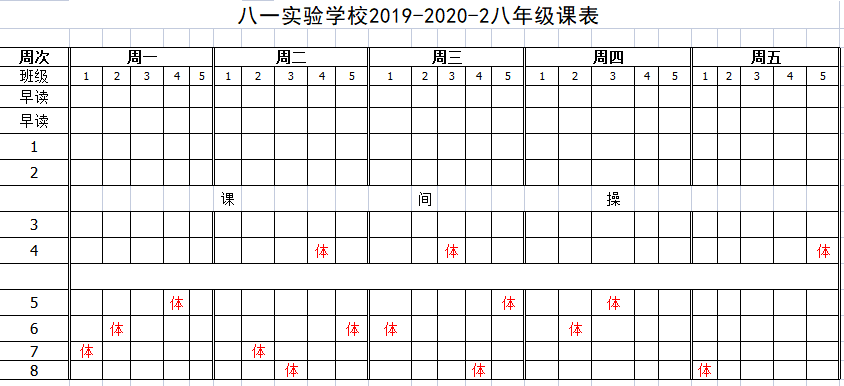 八一实验学校2019-2020-2八年级课表
周次 周一 周二 周三 周四 周五
班级 1 2 3 4 5 1 2 3 4 5 1 2 3 4 5 1 2 3 4 5 1 2 3 4 5
早读
早读
1
2
课 间 操
3
4 体 体 体
5 体 体 体
6 体 体 体 体
7 体 体
8 体 体 体